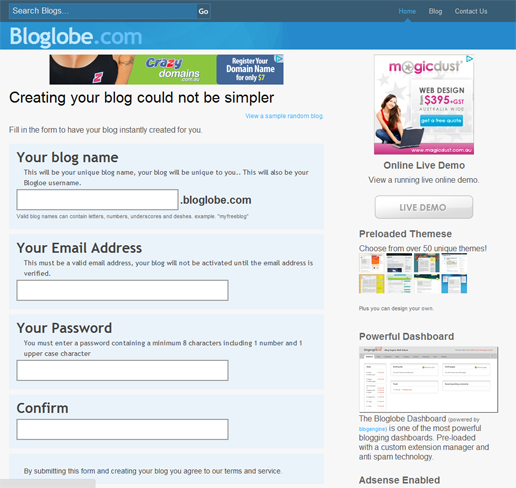 Search Blogs...
Go
Home
Blog
Contact Us
Bloglobe.com
Crazy
domains
.com.au
Register Your
Domain Name
for only $7
Creating your blog could not be simpler
View a sample random blog.
Fill in the form to have your blog instantly created for you.
Your blog name
This will be your unique blog name, your blog will be unique to you.. This will also be your
Bloglobe username.
.bloglobe.com
Valid blog names can contain letters, numbers, underscores and deshes. example. "myfreeblog"
Your Email Address
This must be a valid email address, your blog will not be activated until the email address is
verified.
Your Password
You must enter a password containing a minimum 8 characters including 1 number and 1
upper case character
Confirm
By submitting this form and creating your blog you agree to our terms and service.
magicdust
WEB DESIGN
$395+GST
AUSTRALIA WIDE
get a free quote
www.magicdust.com.au
Online Live Demo
View a running live online demo.
LIVE DEMO
Preloaded Themese
Choose from over 50 unique themes!
Plus you can design your own.
Powerful Dashboard
The Bloglobe Dashboard (powered by
blogengine) is one of the most powerful
blogging dashboards. Pre-loaded
with a custom extension manager and
anti spam technology.
Adsense Enabled